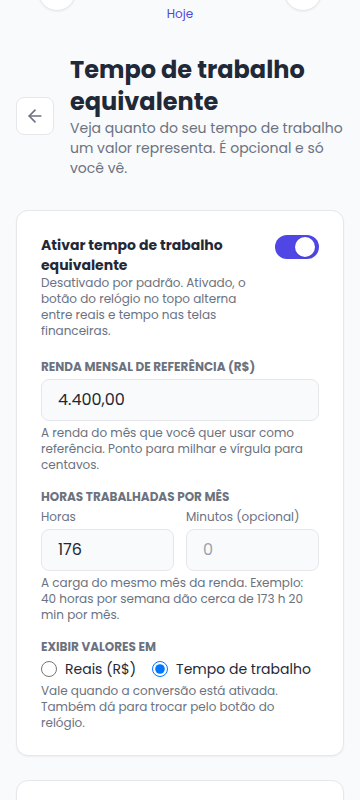 Hoje
Tempo de trabalho
equivalente
Veja quanto do seu tempo de trabalho
um valor representa. É opcional e só
você vê.
Ativar tempo de trabalho
equivalente
Desativado por padrão. Ativado, o
botão do relógio no topo alterna
entre reais e tempo nas telas
financeiras.
RENDA MENSAL DE REFERÊNCIA (R$)
4.400,00
A renda do mês que você quer usar como
referência. Ponto para milhar e vírgula para
centavos.
HORAS TRABALHADAS POR MÊS
Horas
Minutos (opcional)
176
0
A carga do mesmo mês da renda. Exemplo:
40 horas por semana dão cerca de 173 h 20
min por mês.
EXIBIR VALORES EM
Reais (R$)
Tempo de trabalho
Vale quando a conversão está ativada.
Também dá para trocar pelo botão do
relógio.